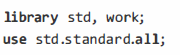 library std, work;
use std.standard.all;